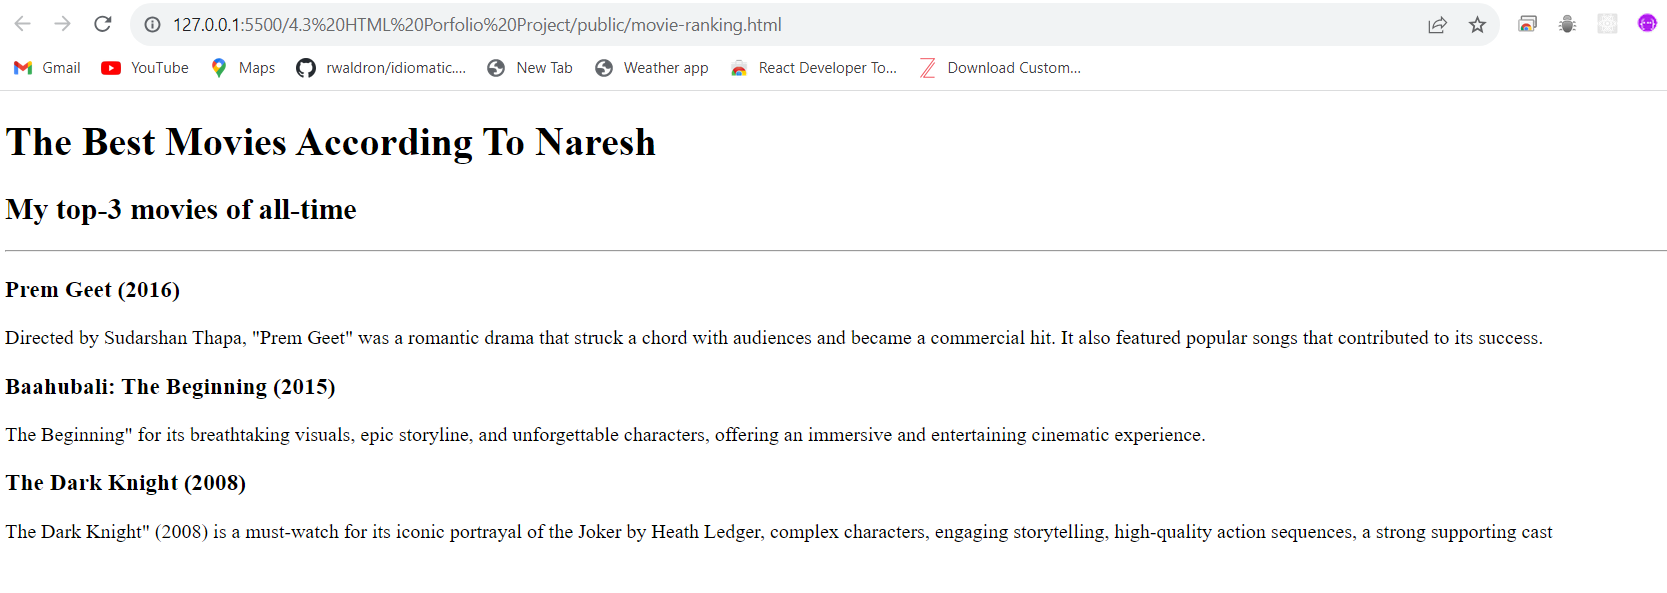 127.0.0.1:5500/4.3%20HTML%20Porfolio%20Project/public/movie-ranking.html
Gmail YouTube Maps rwaldron/idiomatic.... New Tab Weather app React Developer To... Download Custom...
The Best Movies According To Naresh
My top-3 movies of all-time
Prem Geet (2016)
Directed by Sudarshan Thapa, "Prem Geet" was a romantic drama that struck a chord with audiences and became a commercial hit. It also featured popular songs that contributed to its success.
Baahubali: The Beginning (2015)
The Beginning" for its breathtaking visuals, epic storyline, and unforgettable characters, offering an immersive and entertaining cinematic experience.
The Dark Knight (2008)
The Dark Knight" (2008) is a must-watch for its iconic portrayal of the Joker by Heath Ledger, complex characters, engaging storytelling, high-quality action sequences, a strong supporting cast